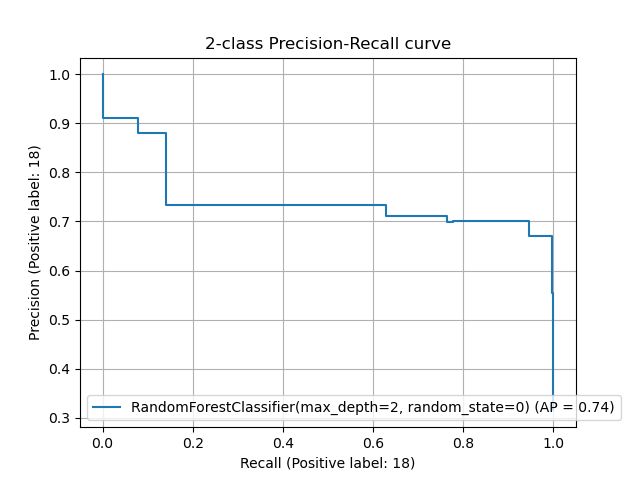 2-class Precision-Recall curve
1.0
0.9
0.8
0.7
0.6
0.5
0.4
0.3
Precision (Positive label: 18)
RandomForestClassifier(max_depth=2, random_state=0) (AP = 0.74)
0.0 0.2 0.4 0.6 0.8 1.0
Recall (Positive label: 18)